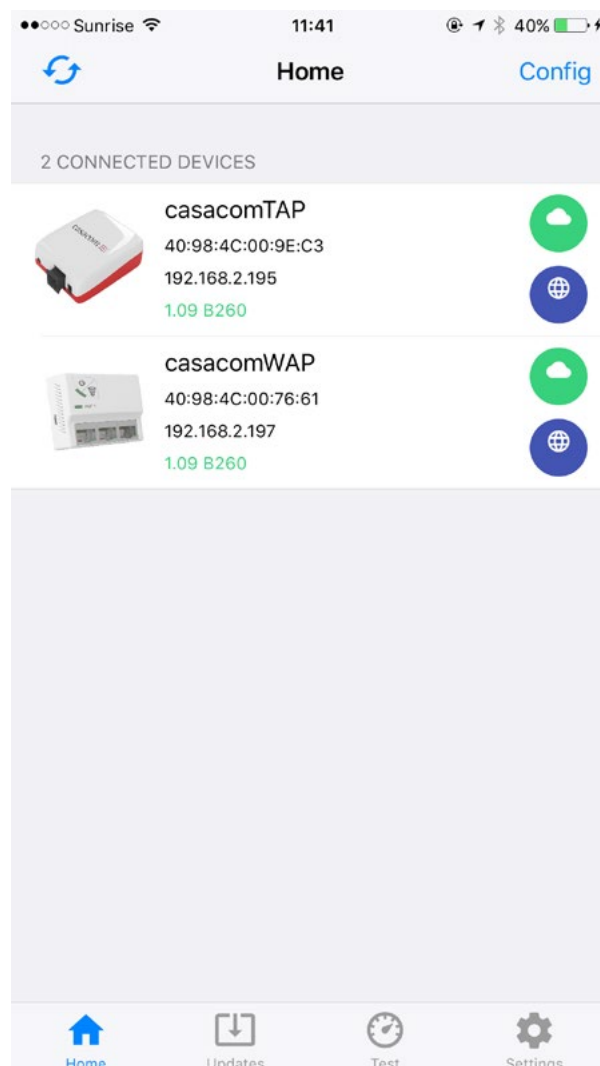 Sunrise 11:41 40%
Home Config
2 CONNECTED DEVICES
CASACOM
casacomTAP
40:98:4C:00:9E:C3
192.168.2.195
1.09 B260
casacomWAP
40:98:4C:00:76:61
192.168.2.197
1.09 B260
Home Updates Test Settings